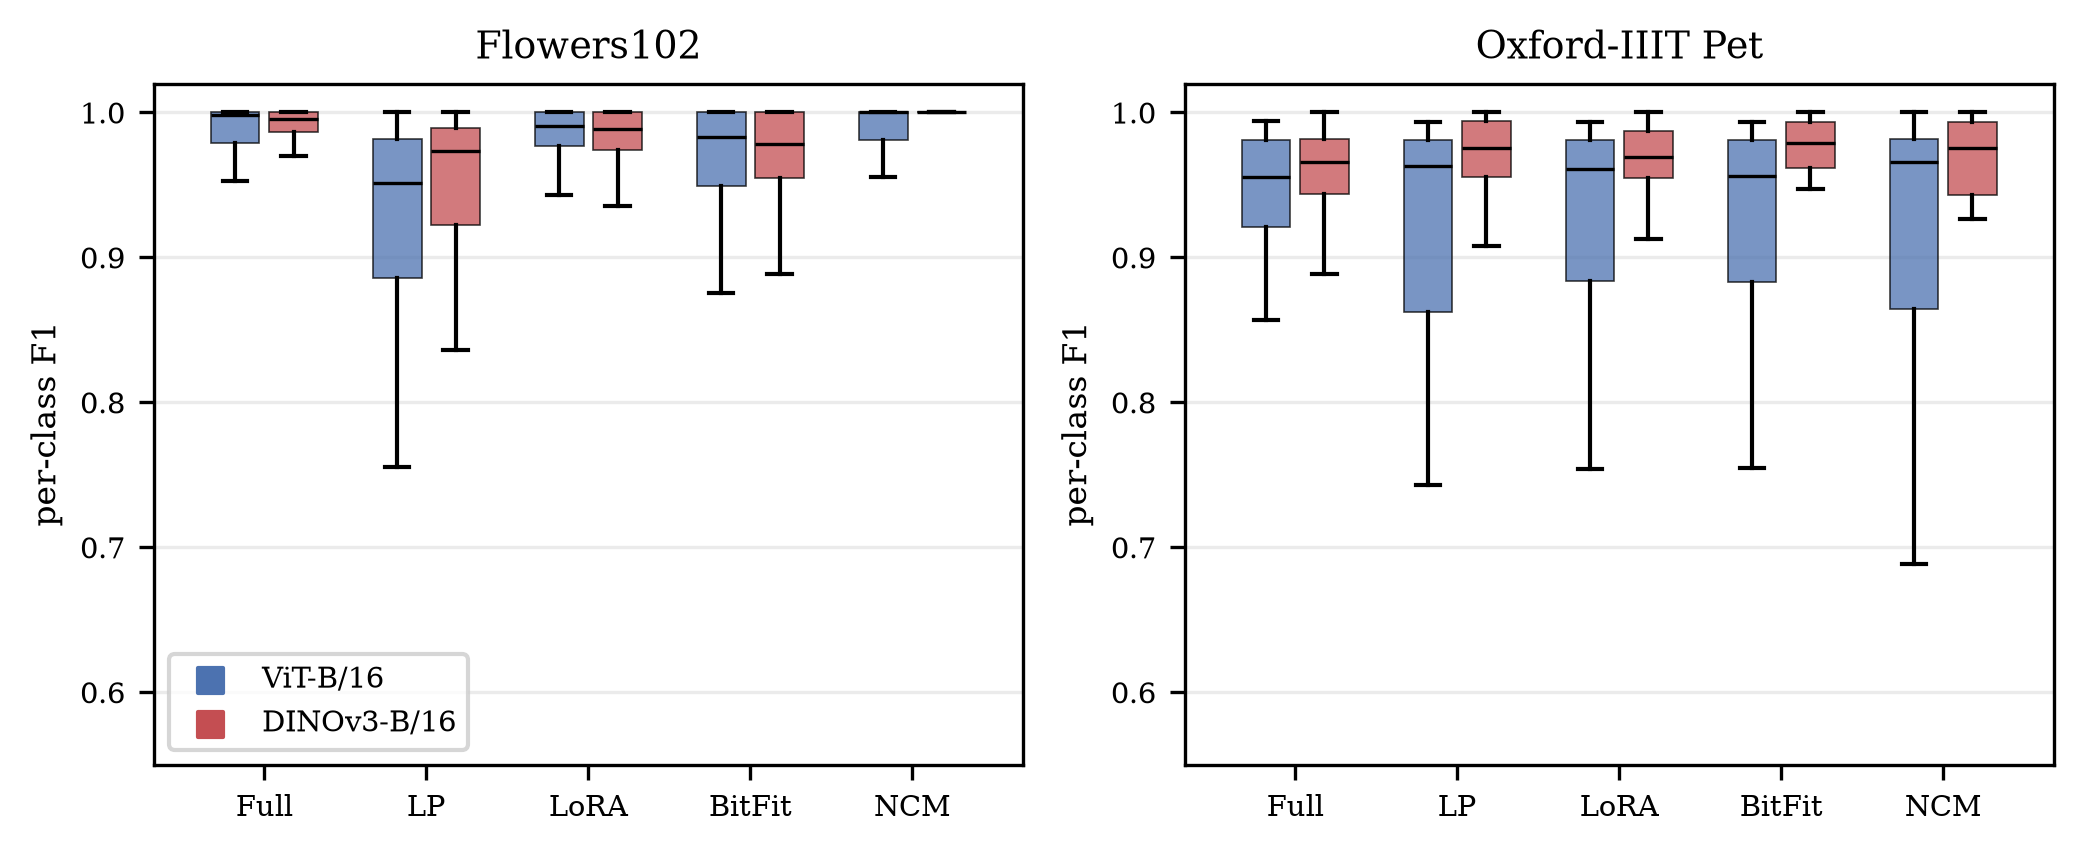 Flowers102
per-class F1
1.0
0.9
0.8
0.7
0.6
ViT-B/16
DINOv3-B/16
Full LP LoRA BitFit NCM
Oxford-IIIT Pet
per-class F1
1.0
0.9
0.8
0.7
0.6
Full LP LoRA BitFit NCM